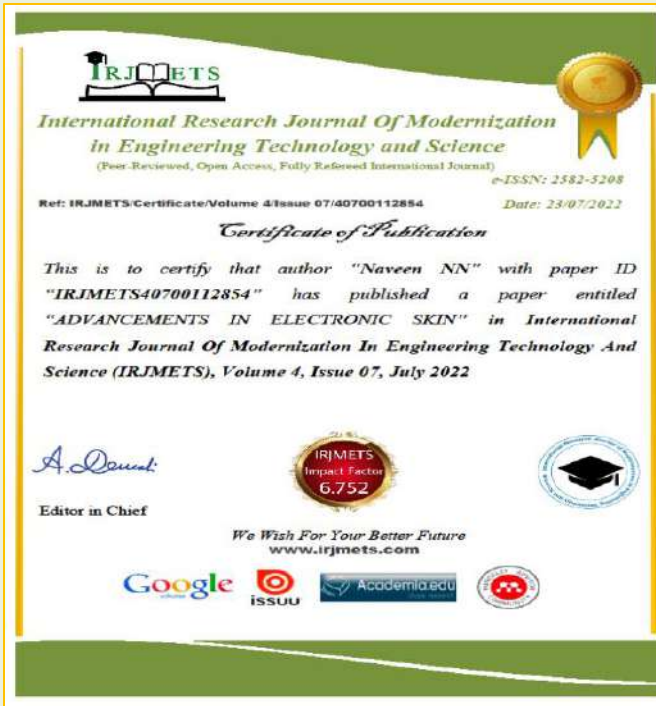 IRJMETS
International Research Journal Of Modernization
in Engineering Technology and Science
(Peer-Reviewed, Open Access, Fully Refereed International Journal)
e-ISSN: 2582-5208
Ref: IRJMETS/Certificate/Volume 4/Issue 07/40700112854
Date: 23/07/2022
Certificate of Publication
This is to certify that author "Naveen NN" with paper ID
"IRJMETS40700112854" has published a paper entitled
"ADVANCEMENTS IN ELECTRONIC SKIN" in International
Research Journal Of Modernization In Engineering Technology And
Science (IRJMETS), Volume 4, Issue 07, July 2022
IRJMETS
Impact Factor
6.752
Editor in Chief
We Wish For Your Better Future
www.irjmets.com
Google
issuu
Academia.edu